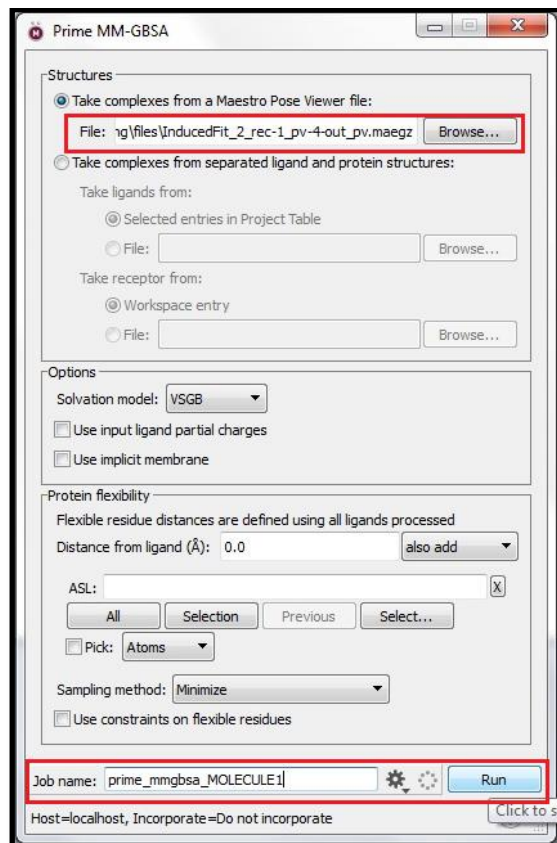 Prime MM-GBSA
Structures
Take complexes from a Maestro Pose Viewer file:
File: ng\files\InducedFit_2_rec-1_pv-4-out_pv.maegz Browse...
Take complexes from separated ligand and protein structures:
Take ligands from:
Selected entries in Project Table
File: Browse...
Take receptor from:
Workspace entry
File: Browse...
Options
Solvation model: VSGB
Use input ligand partial charges
Use implicit membrane
Protein flexibility
Flexible residue distances are defined using all ligands processed
Distance from ligand (Å): 0.0 also add
ASL: X
All Selection Previous Select...
Pick: Atoms
Sampling method: Minimize
Use constraints on flexible residues
Job name: prime_mmgbsa_MOLECULE1 Run
Click to s
Host=localhost, Incorporate=Do not incorporate